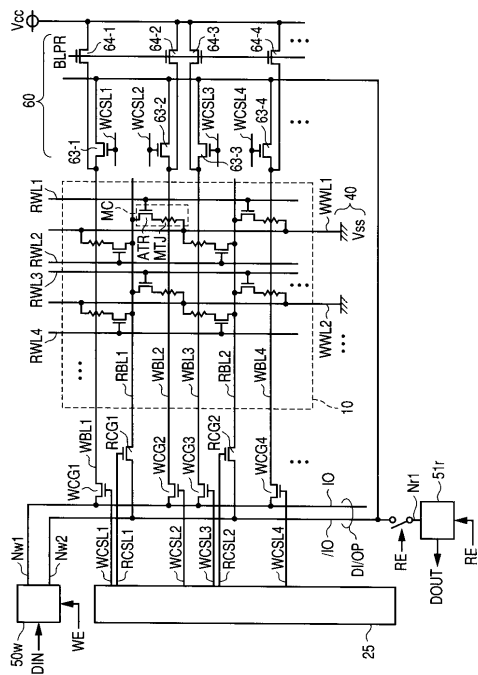 Vcc
60
BLPR
64-1
64-2
64-3
64-4
63-1
WCSL1
WCSL2
63-2
WCSL3
63-3
WCSL4
63-4
RWL1
MC
ATR
MTJ
RWL2
RWL3
RWL4
WWL1
40
Vss
WWL2
10
WBL1
RBL1
WBL2
WBL3
RBL2
WBL4
WCG1
WBL1
RCG1
WCG2
WCG3
RCG2
WCG4
Nw1
Nw2
WCSL1
RCSL1
WCSL2
WCSL3
RCSL2
WCSL4
/IO
IO
DI/OP
50w
DIN
WE
25
RE
Nr1
51r
DOUT
RE